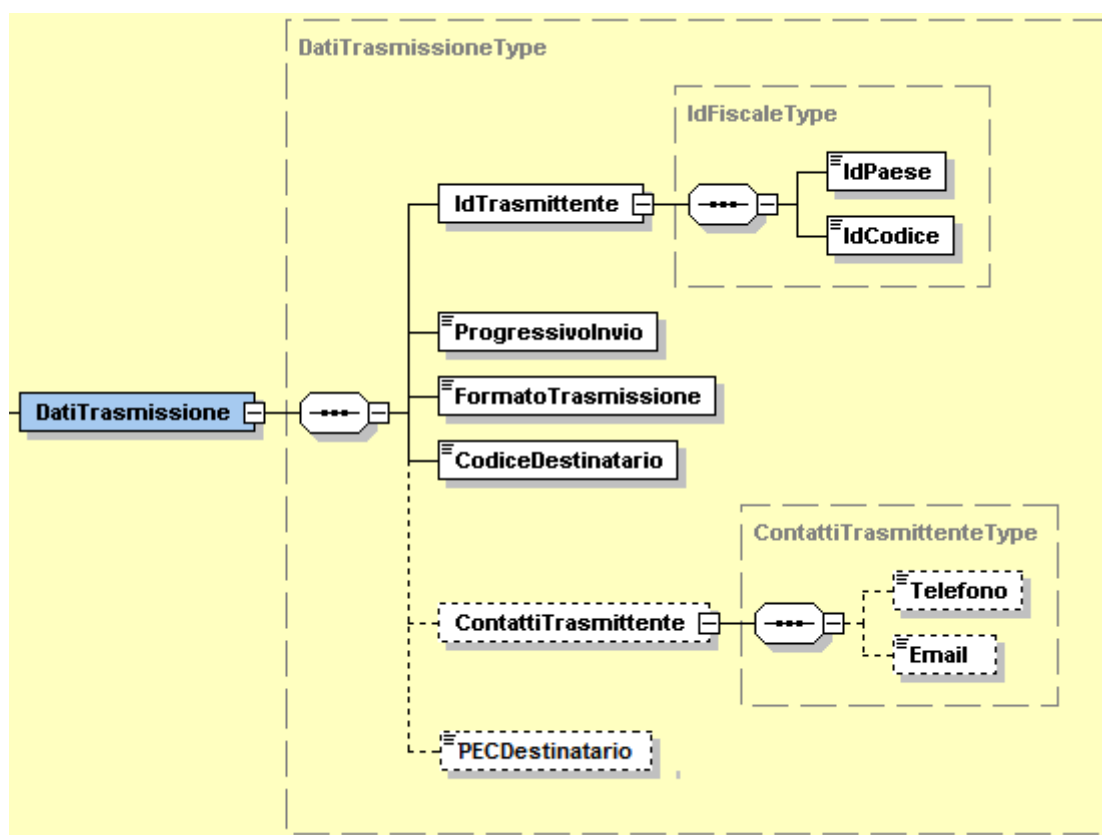 DatiTrasmissioneType
IdFiscaleType
IdPaese
IdTrasmittente
IdCodice
ProgressivoInvio
FormatoTrasmissione
DatiTrasmissione
CodiceDestinatario
ContattiTrasmittenteType
Telefono
ContattiTrasmittente
Email
PECDestinatario